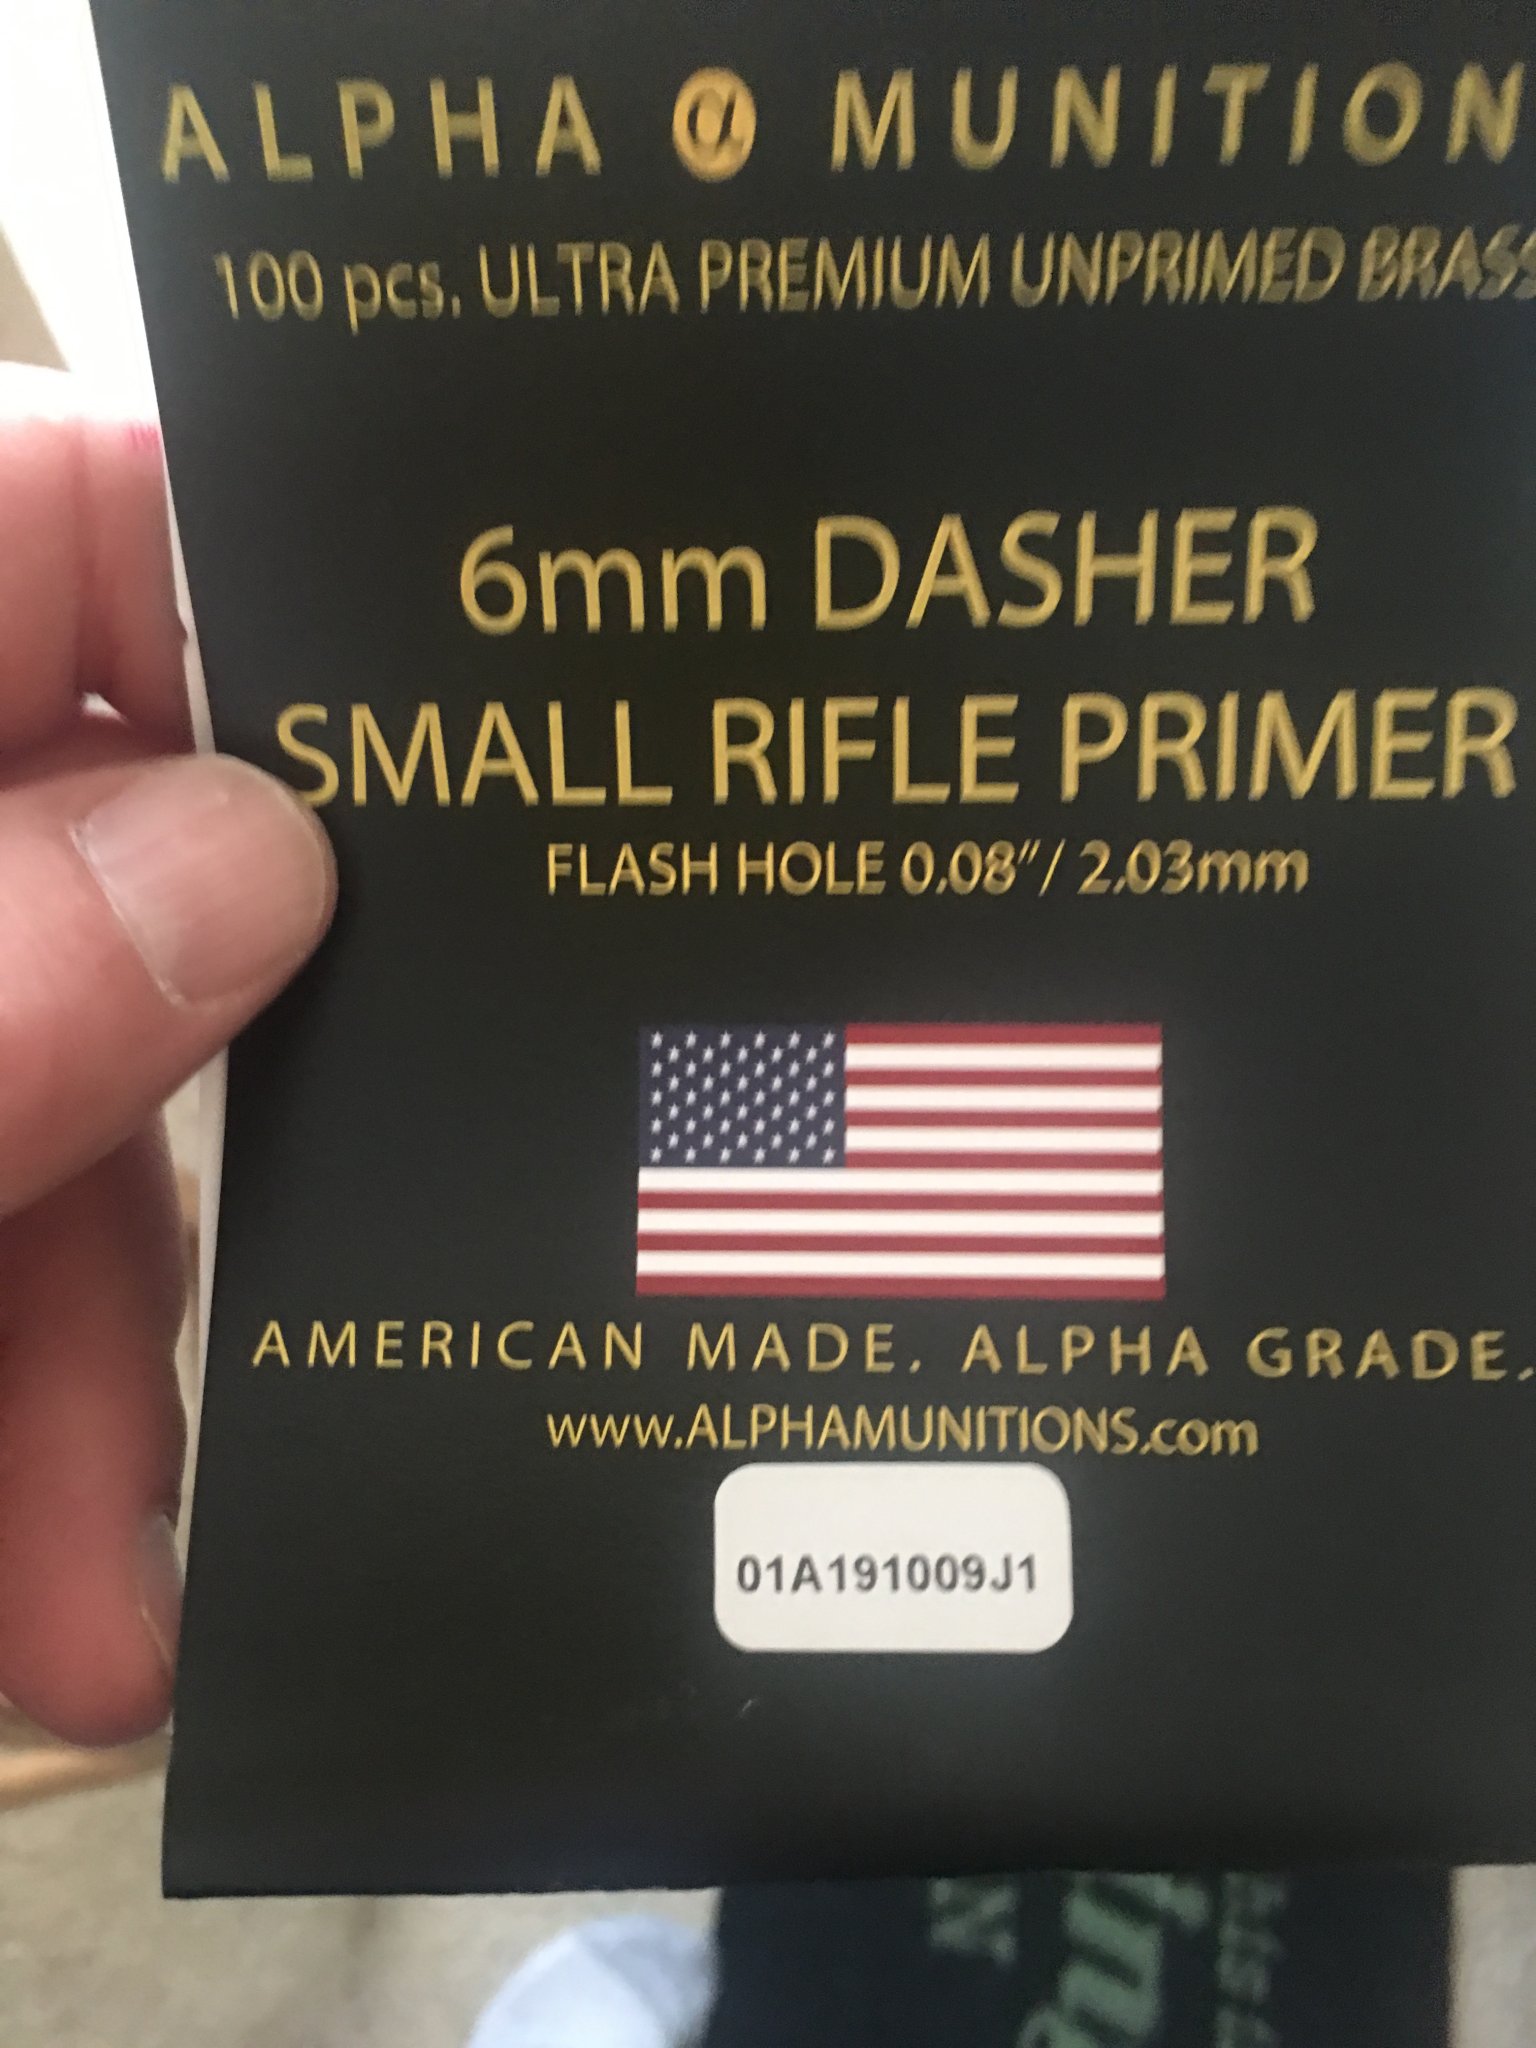 ALPHA α MUNITION
100 pcs. ULTRA PREMIUM UNPRIMED BRASS
6mm DASHER
SMALL RIFLE PRIMER
FLASH HOLE 0.08"/ 2.03mm
AMERICAN MADE. ALPHA GRADE.
www.ALPHAMUNITIONS.com
01A191009J1